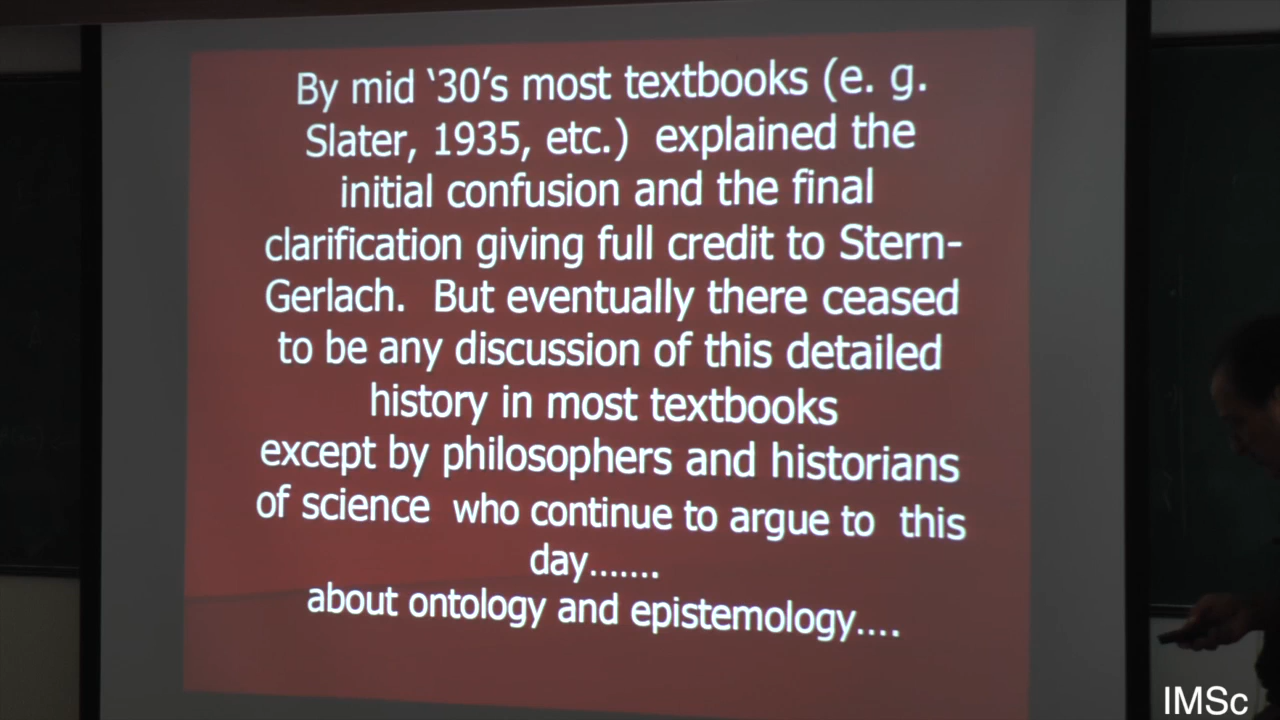 By mid ‘30’s most textbooks (e. g.
Slater, 1935, etc.)  explained the
initial confusion and the final
clarification giving full credit to Stern-
Gerlach.  But eventually there ceased
to be any discussion of this detailed
history in most textbooks
except by philosophers and historians
of science  who continue to argue to  this
day.......
about ontology and epistemology....
IMSc